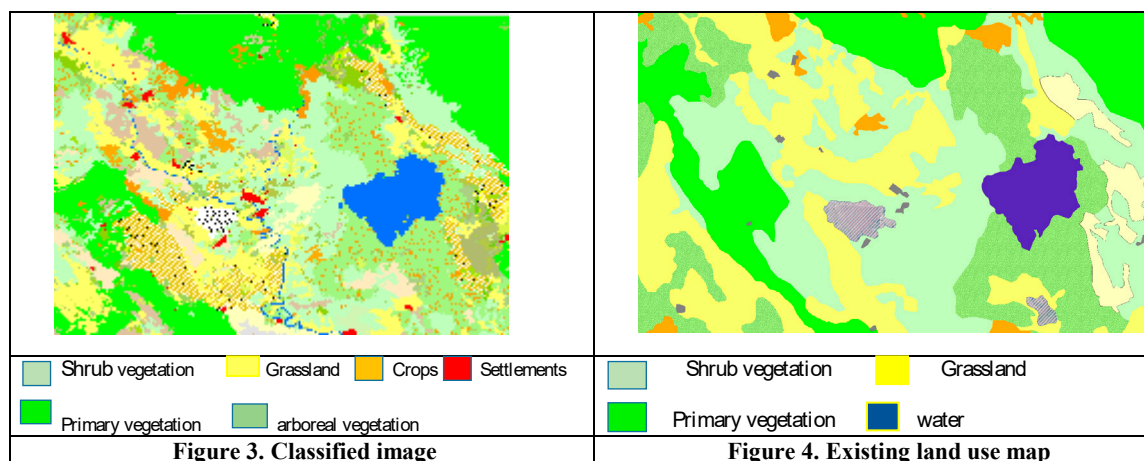 Shrub vegetation Grassland Crops Settlements
Primary vegetation arboreal vegetation
Figure 3. Classified image
Shrub vegetation Grassland
Primary vegetation water
Figure 4. Existing land use map